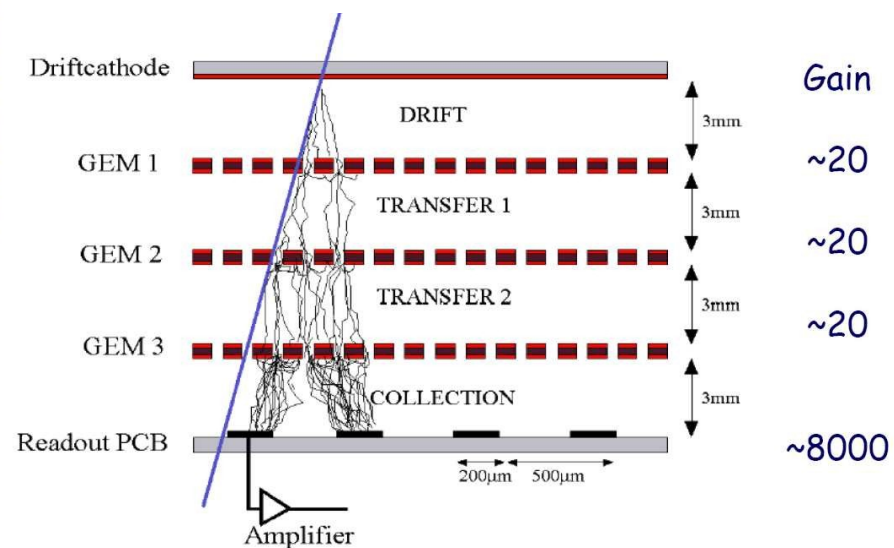 Driftcathode
Gain
DRIFT
3mm
GEM 1
~20
TRANSFER 1
3mm
GEM 2
~20
TRANSFER 2
3mm
~20
GEM 3
COLLECTION
3mm
Readout PCB
~8000
200μm
500μm
Amplifier